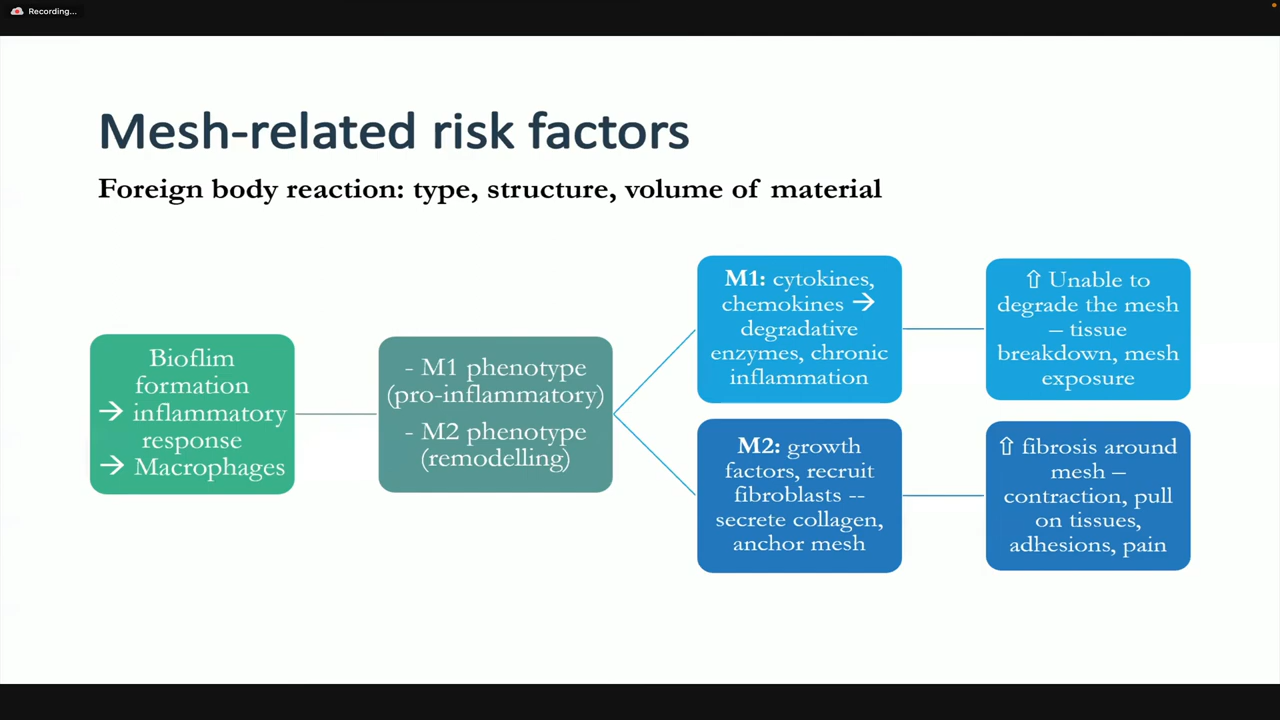 Recording...
Mesh-related risk factors
Foreign body reaction: type, structure, volume of material
Bioflim
formation
→ inflammatory
response
→ Macrophages
- M1 phenotype
(pro-inflammatory)
- M2 phenotype
(remodelling)
M1: cytokines,
chemokines →
degradative
enzymes, chronic
inflammation
⇧ Unable to
degrade the mesh
– tissue
breakdown, mesh
exposure
M2: growth
factors, recruit
fibroblasts --
secrete collagen,
anchor mesh
⇧ fibrosis around
mesh –
contraction, pull
on tissues,
adhesions, pain